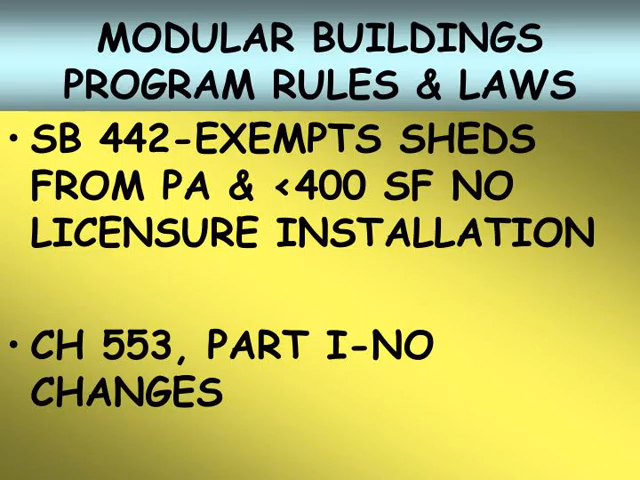 MODULAR BUILDINGS
PROGRAM RULES & LAWS
• SB 442-EXEMPTS SHEDS
FROM PA & <400 SF NO
LICENSURE INSTALLATION
• CH 553, PART I-NO
CHANGES